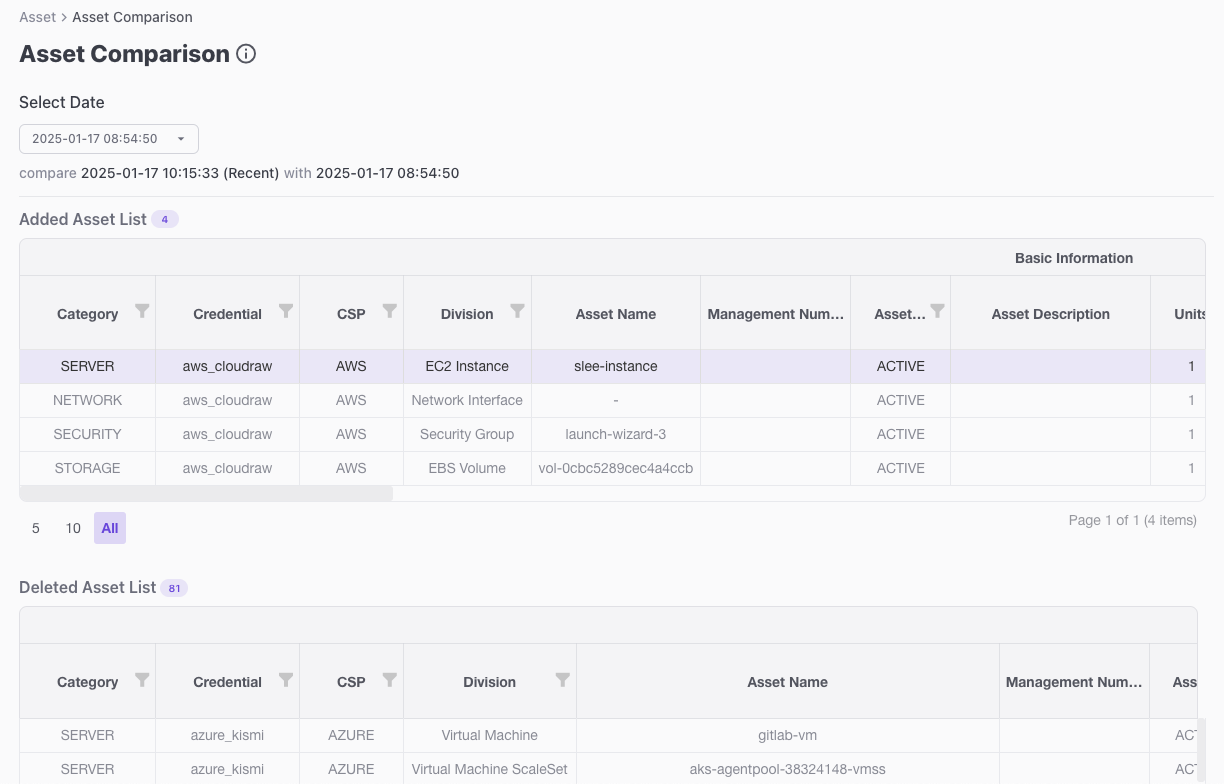 Asset > Asset Comparison
Asset Comparison
Select Date
2025-01-17 08:54:50
compare 2025-01-17 10:15:33 (Recent) with 2025-01-17 08:54:50
Added Asset List 4
Basic Information
Category Credential CSP Division Asset Name Management Num... Asset... Asset Description Units
SERVER aws_cloudraw AWS EC2 Instance slee-instance ACTIVE 1
NETWORK aws_cloudraw AWS Network Interface - ACTIVE 1
SECURITY aws_cloudraw AWS Security Group launch-wizard-3 ACTIVE 1
STORAGE aws_cloudraw AWS EBS Volume vol-0cbc5289cec4a4ccb ACTIVE 1
5 10 All
Page 1 of 1 (4 items)
Deleted Asset List 81
Category Credential CSP Division Asset Name Management Num... Ass
SERVER azure_kismi AZURE Virtual Machine gitlab-vm ACT
SERVER azure_kismi AZURE Virtual Machine ScaleSet aks-agentpool-38324148-vmss ACT